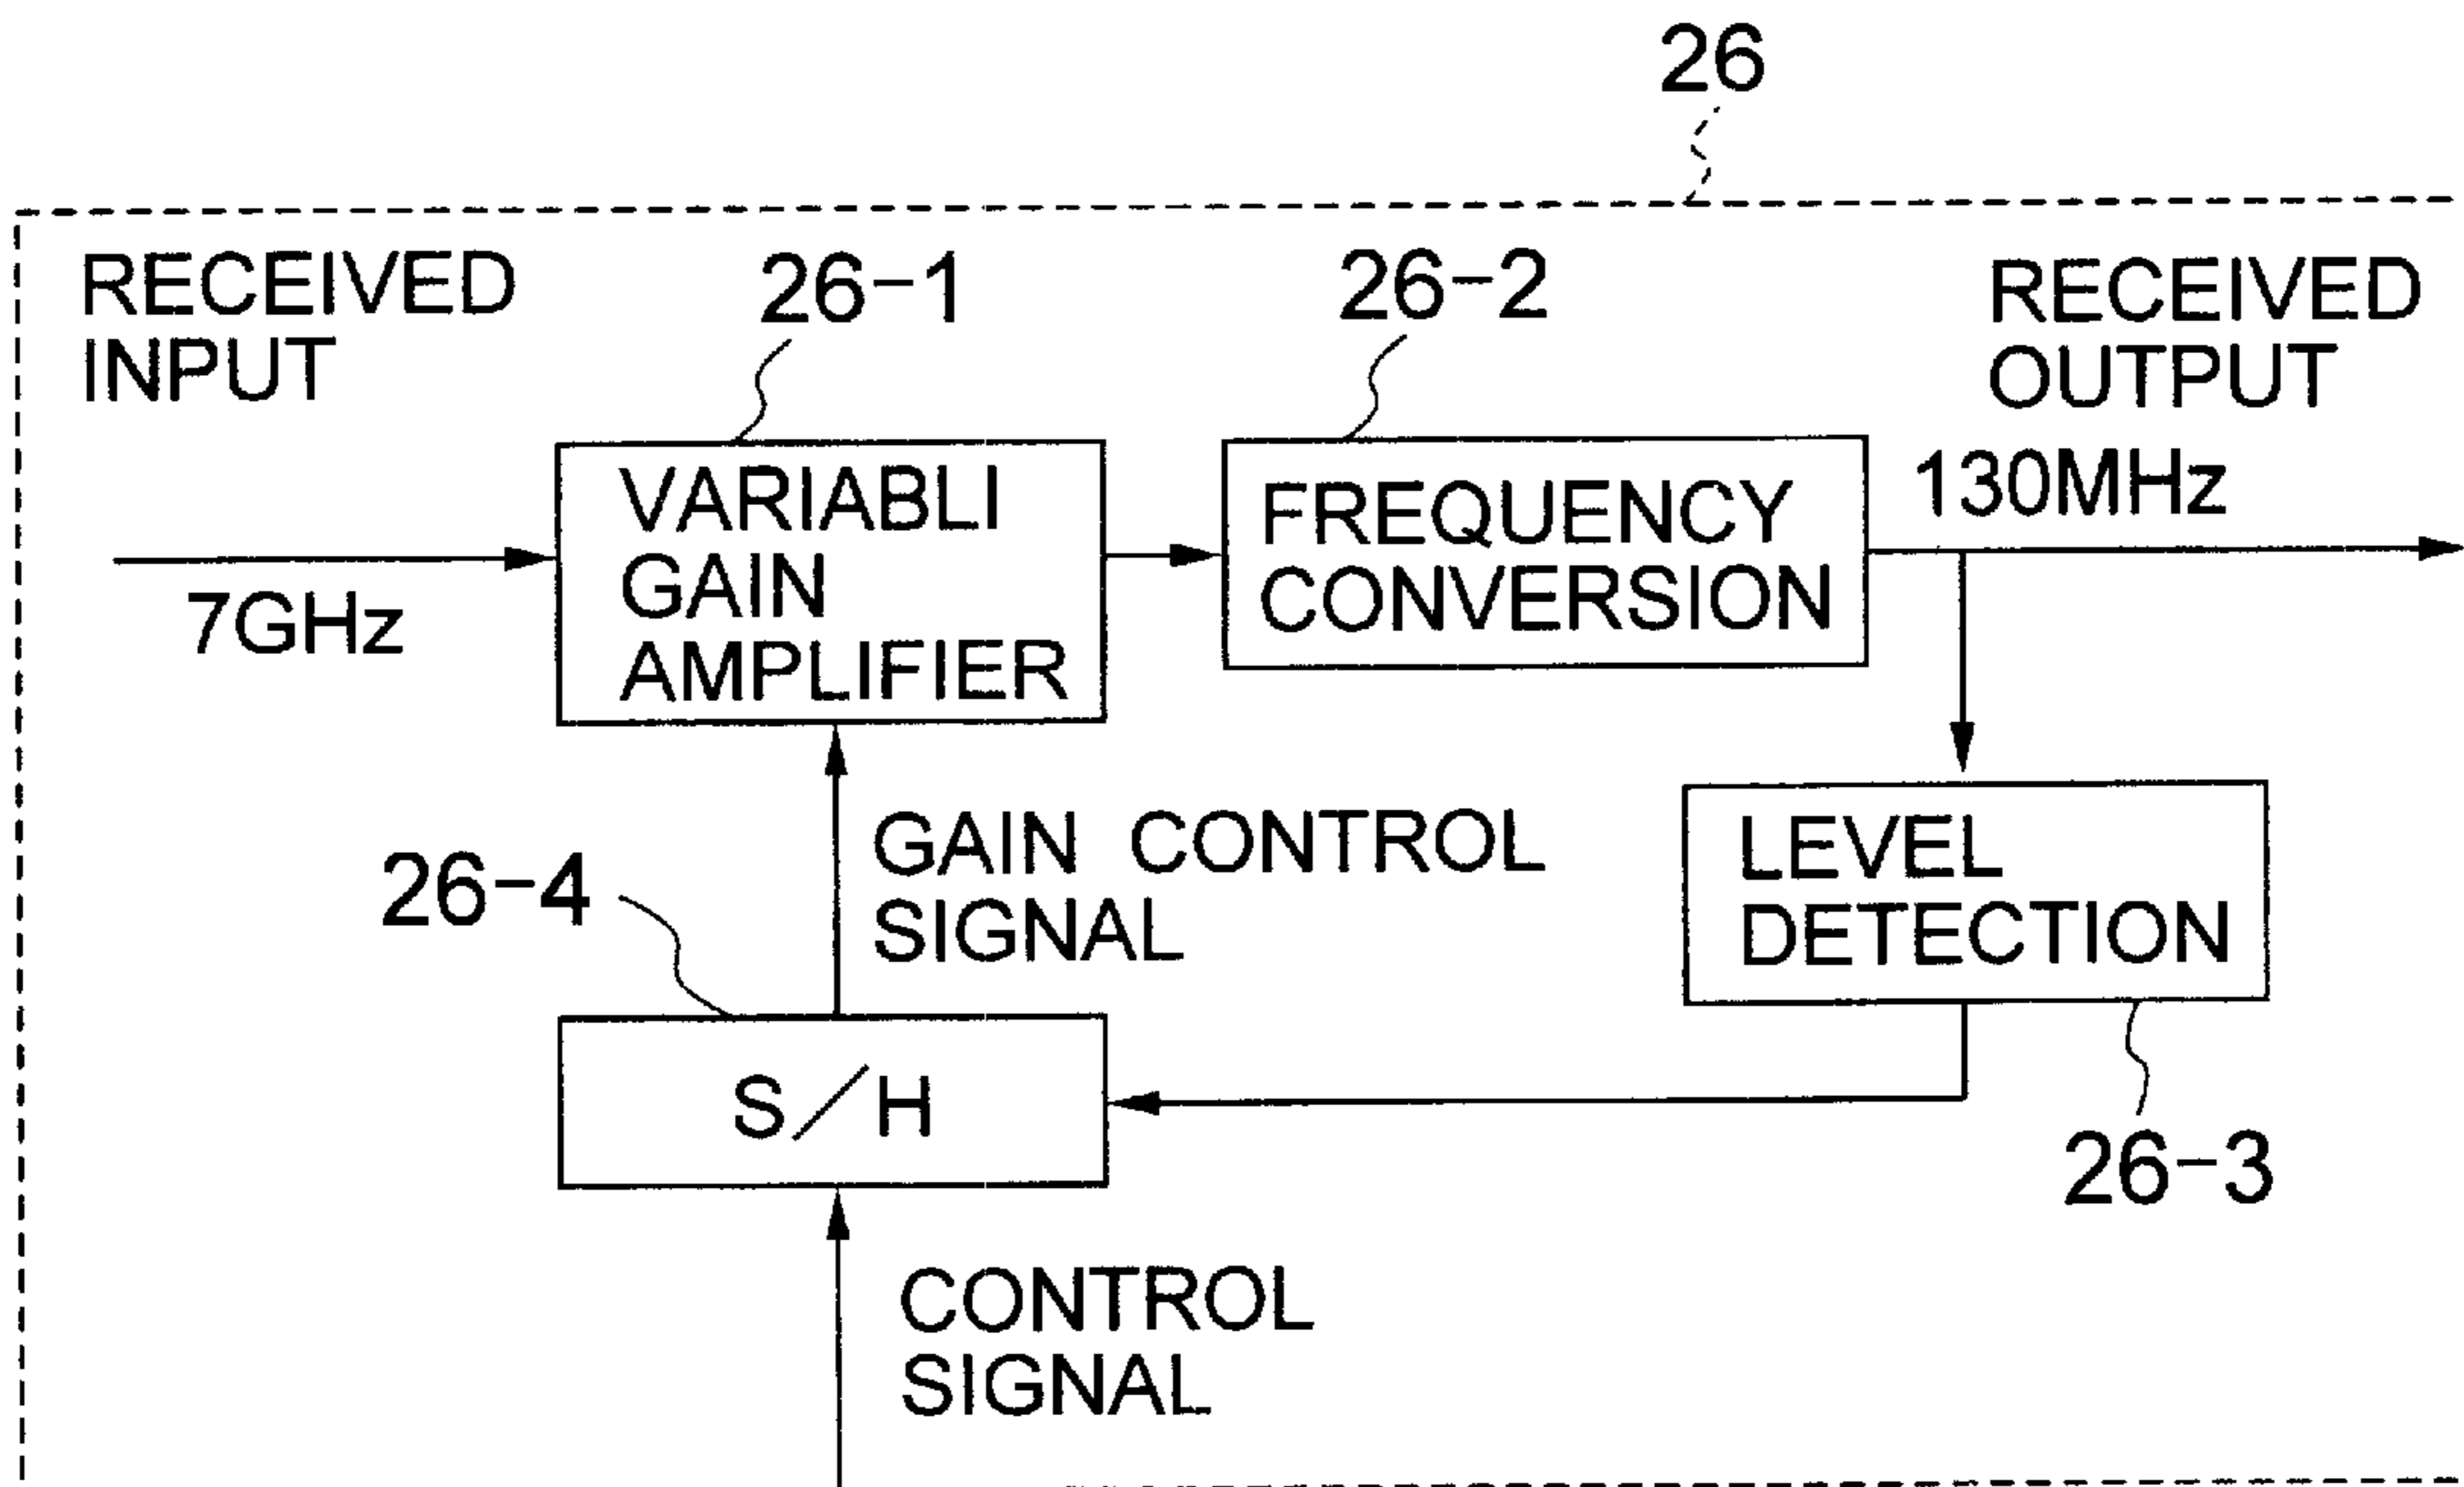 26
RECEIVED
INPUT
26-1
26-2
RECEIVED
OUTPUT
7GHz
VARIABLI
GAIN
AMPLIFIER
FREQUENCY
CONVERSION
130MHz
26-4
GAIN CONTROL
SIGNAL
LEVEL
DETECTION
S/H
26-3
CONTROL
SIGNAL